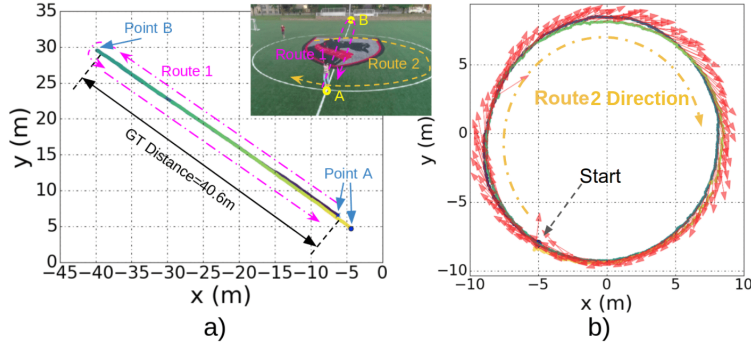 35
30
25
20
15
10
5
0
y (m)
−45
−40
−35
−30
−25
−20
−15
−10
−5
0
x (m)
Point B
Route 1
GT Distance=40.6m
Point A
B
Route 1
Route 2
A
a)
5
0
−5
−10
y (m)
−10
−5
0
5
10
x (m)
Route2 Direction
Start
b)